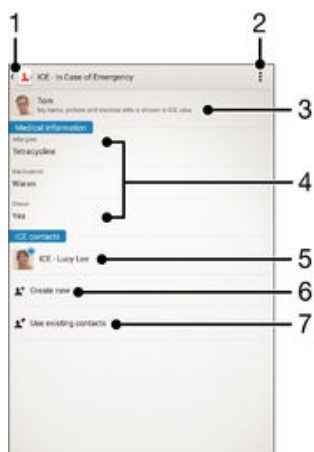 1
2
ICE - In Case of Emergency
Tom
My name, picture and medical info is shown in ICE view
3
Medical information
Allergies
Tetracycline
4
Medication
Waran
Donor
Yes
ICE contacts
ICE - Lucy Lee
5
Create new
6
Use existing contacts
7